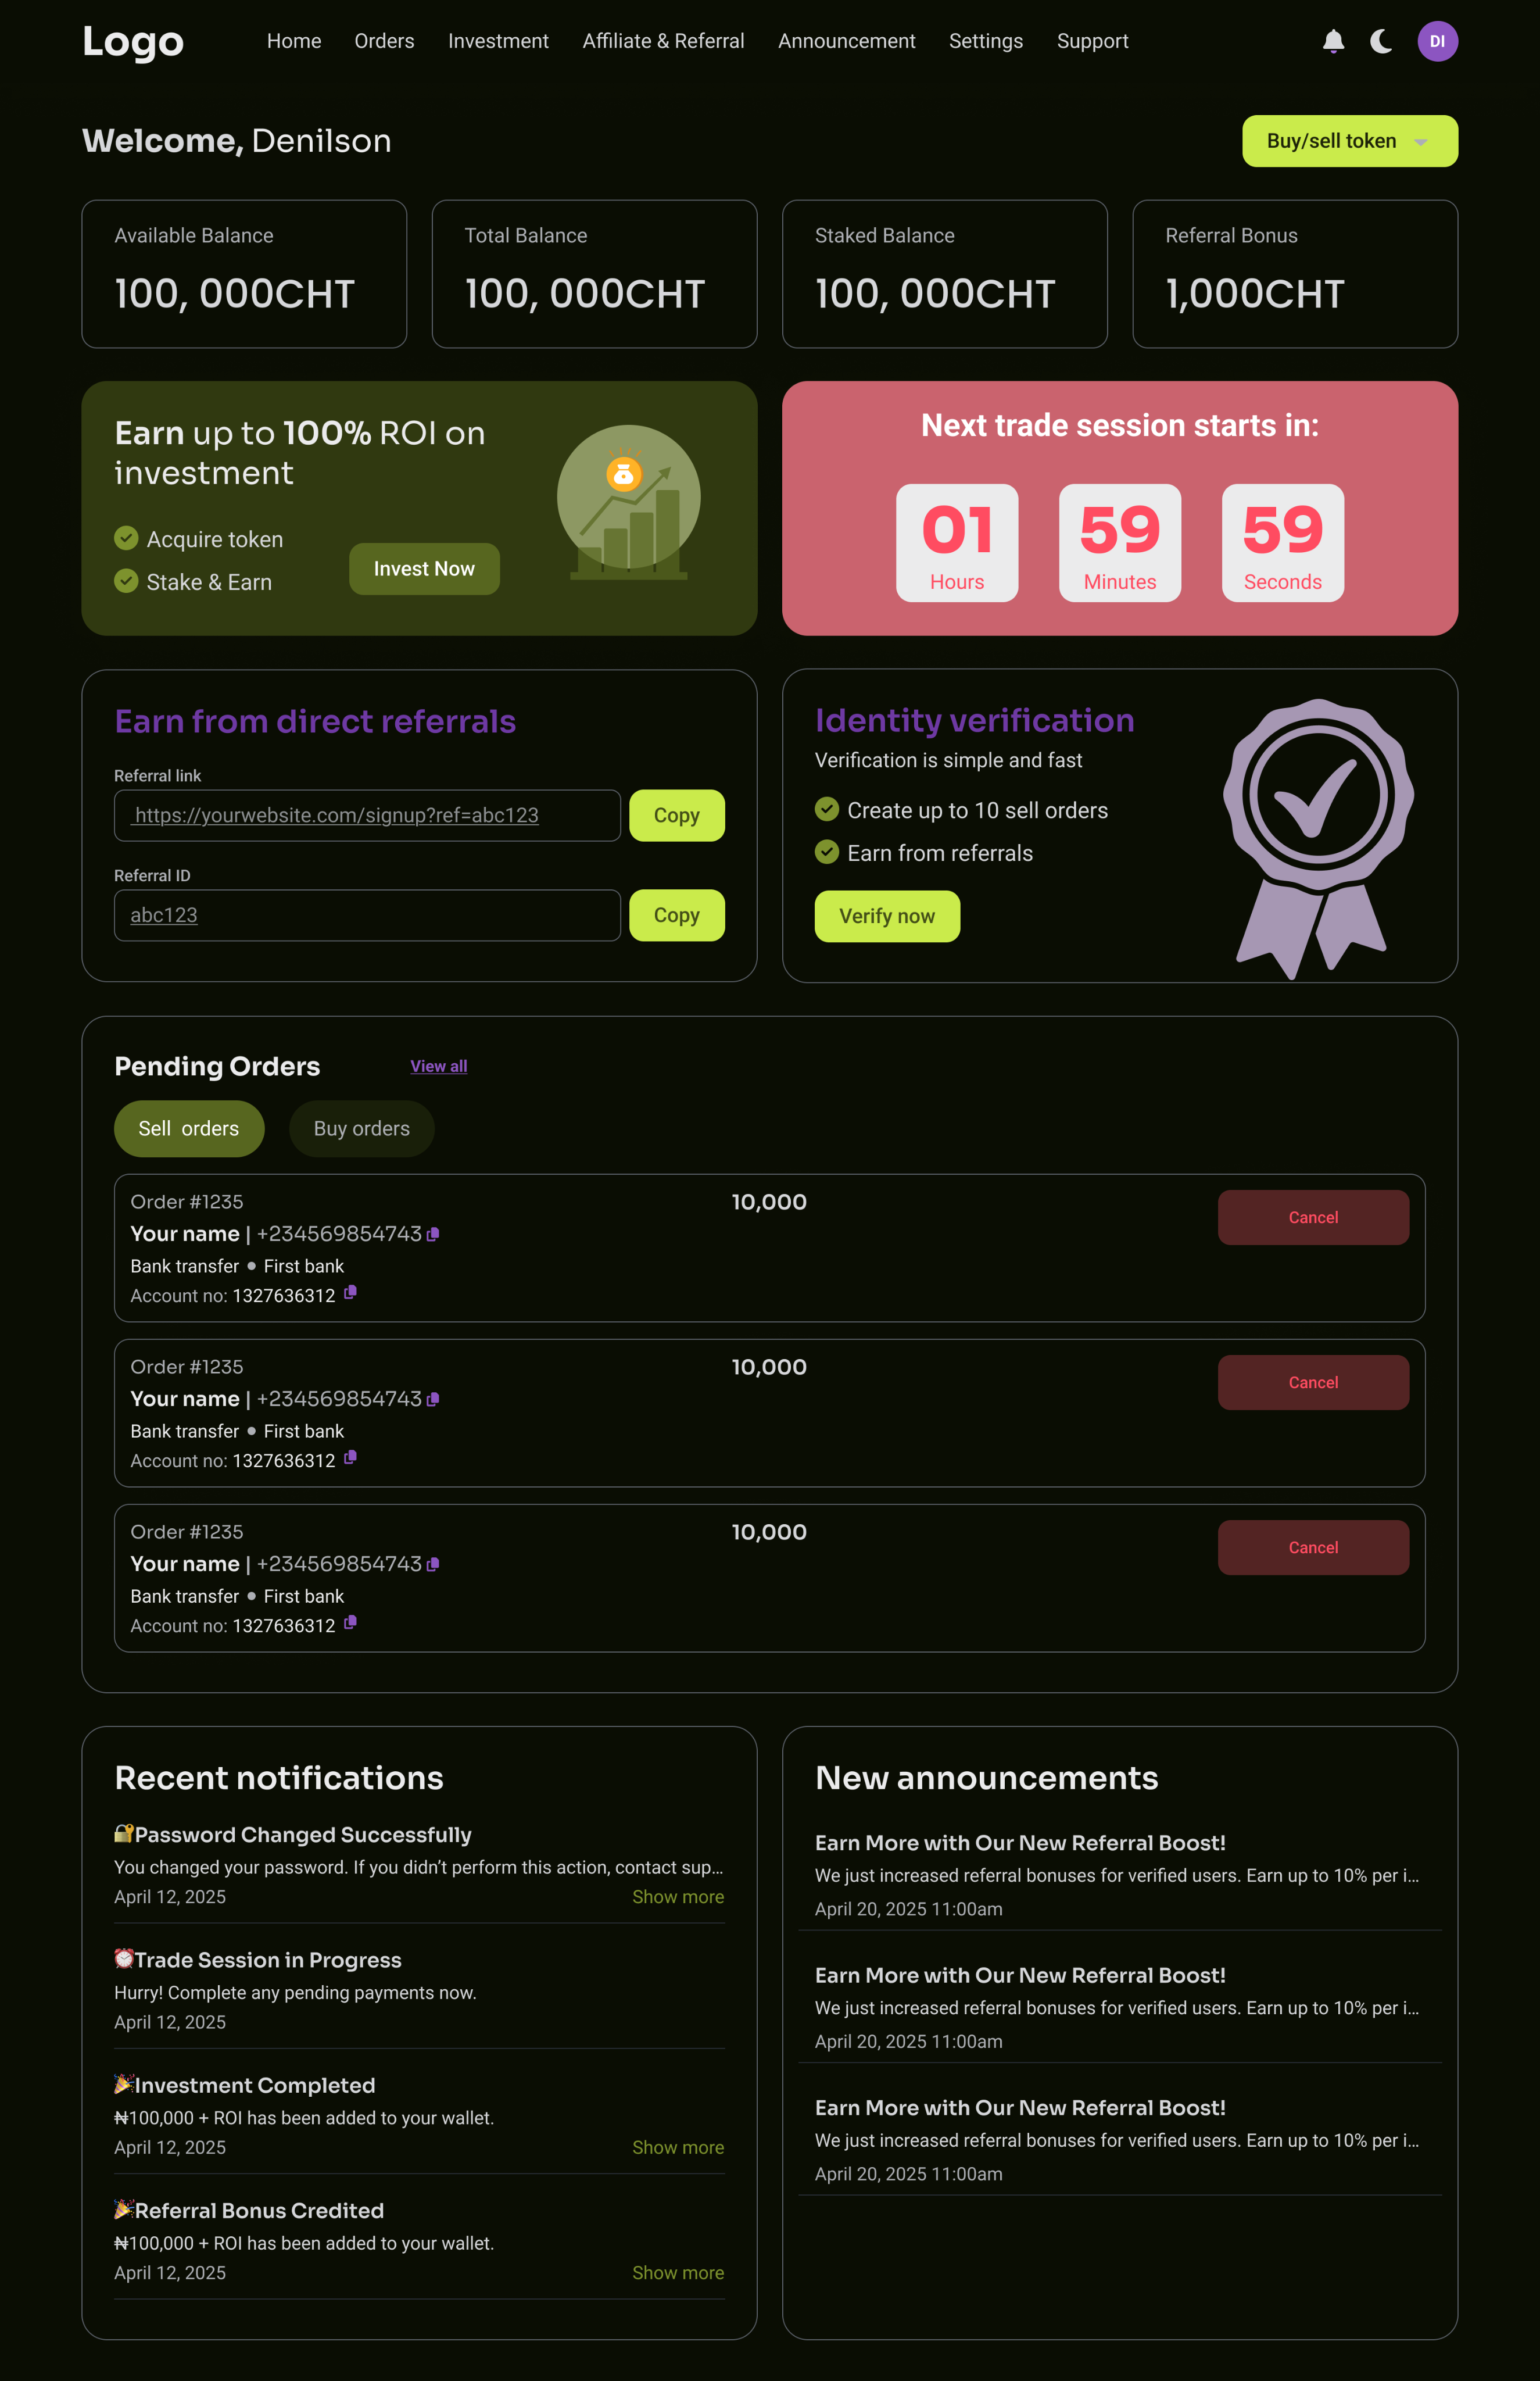 Logo
Home Orders Investment Affiliate & Referral Announcement Settings Support
DI
Welcome, Denilson
Buy/sell token
Available Balance
100, 000CHT
Total Balance
100, 000CHT
Staked Balance
100, 000CHT
Referral Bonus
1,000CHT
Earn up to 100% ROI on
investment
Acquire token
Stake & Earn
Invest Now
Next trade session starts in:
01
Hours
59
Minutes
59
Seconds
Earn from direct referrals
Referral link
https://yourwebsite.com/signup?ref=abc123
Copy
Referral ID
abc123
Copy
Identity verification
Verification is simple and fast
Create up to 10 sell orders
Earn from referrals
Verify now
Pending Orders
View all
Sell orders
Buy orders
Order #1235
10,000
Cancel
Your name | +234569854743
Bank transfer • First bank
Account no: 1327636312
Order #1235
10,000
Cancel
Your name | +234569854743
Bank transfer • First bank
Account no: 1327636312
Order #1235
10,000
Cancel
Your name | +234569854743
Bank transfer • First bank
Account no: 1327636312
Recent notifications
🔐Password Changed Successfully
You changed your password. If you didn’t perform this action, contact sup...
April 12, 2025
Show more
⏰Trade Session in Progress
Hurry! Complete any pending payments now.
April 12, 2025
🎉Investment Completed
₦100,000 + ROI has been added to your wallet.
April 12, 2025
Show more
🎉Referral Bonus Credited
₦100,000 + ROI has been added to your wallet.
April 12, 2025
Show more
New announcements
Earn More with Our New Referral Boost!
We just increased referral bonuses for verified users. Earn up to 10% per i...
April 20, 2025 11:00am
Earn More with Our New Referral Boost!
We just increased referral bonuses for verified users. Earn up to 10% per i...
April 20, 2025 11:00am
Earn More with Our New Referral Boost!
We just increased referral bonuses for verified users. Earn up to 10% per i...
April 20, 2025 11:00am